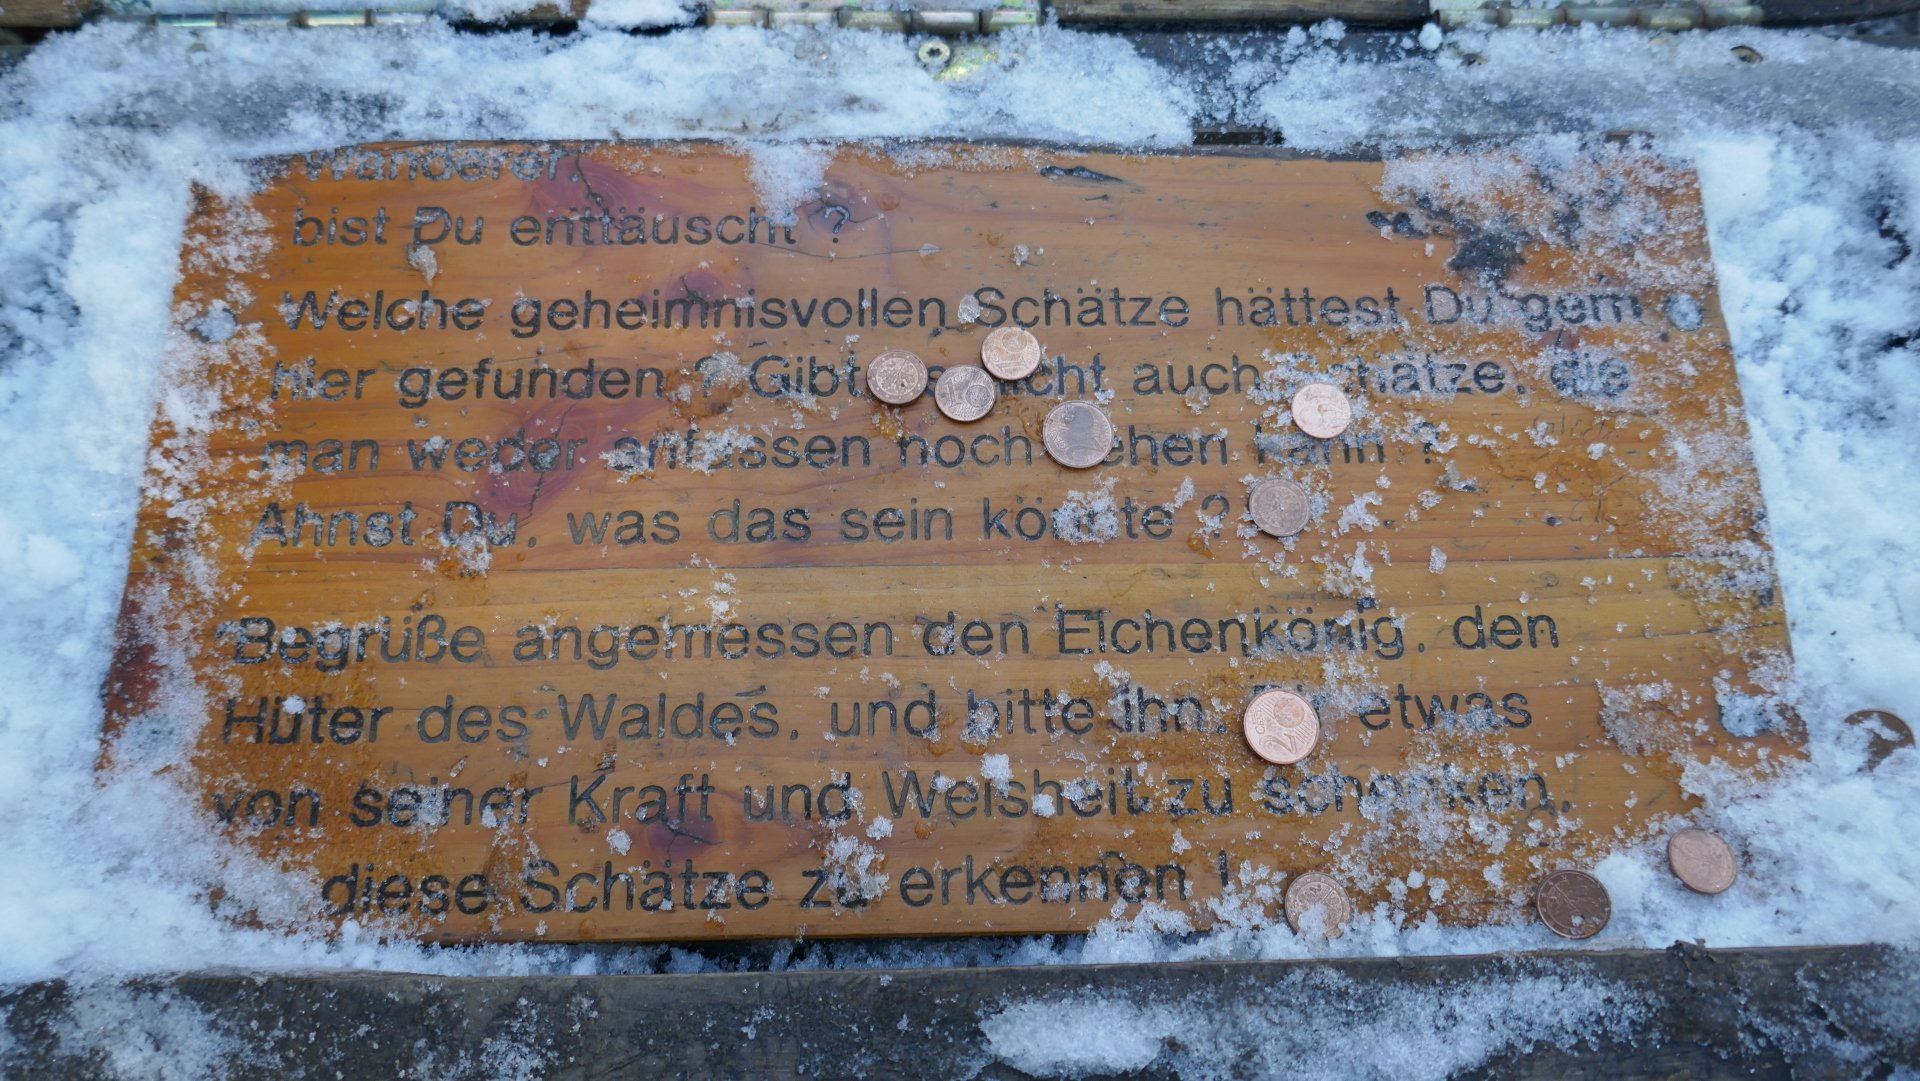 Wanderer,
bist Du enttäuscht ?
Welche geheimnisvollen Schätze hättest Du gern
hier gefunden ? Gibt es nicht auch Schätze, die
man weder anfassen noch sehen kann ?
Ahnst Du, was das sein könnte ?
Begrüße angemessen den Eichenkönig, den
Hüter des Waldes, und bitte ihn, Dir etwas
von seiner Kraft und Weisheit zu schenken,
diese Schätze zu erkennen !